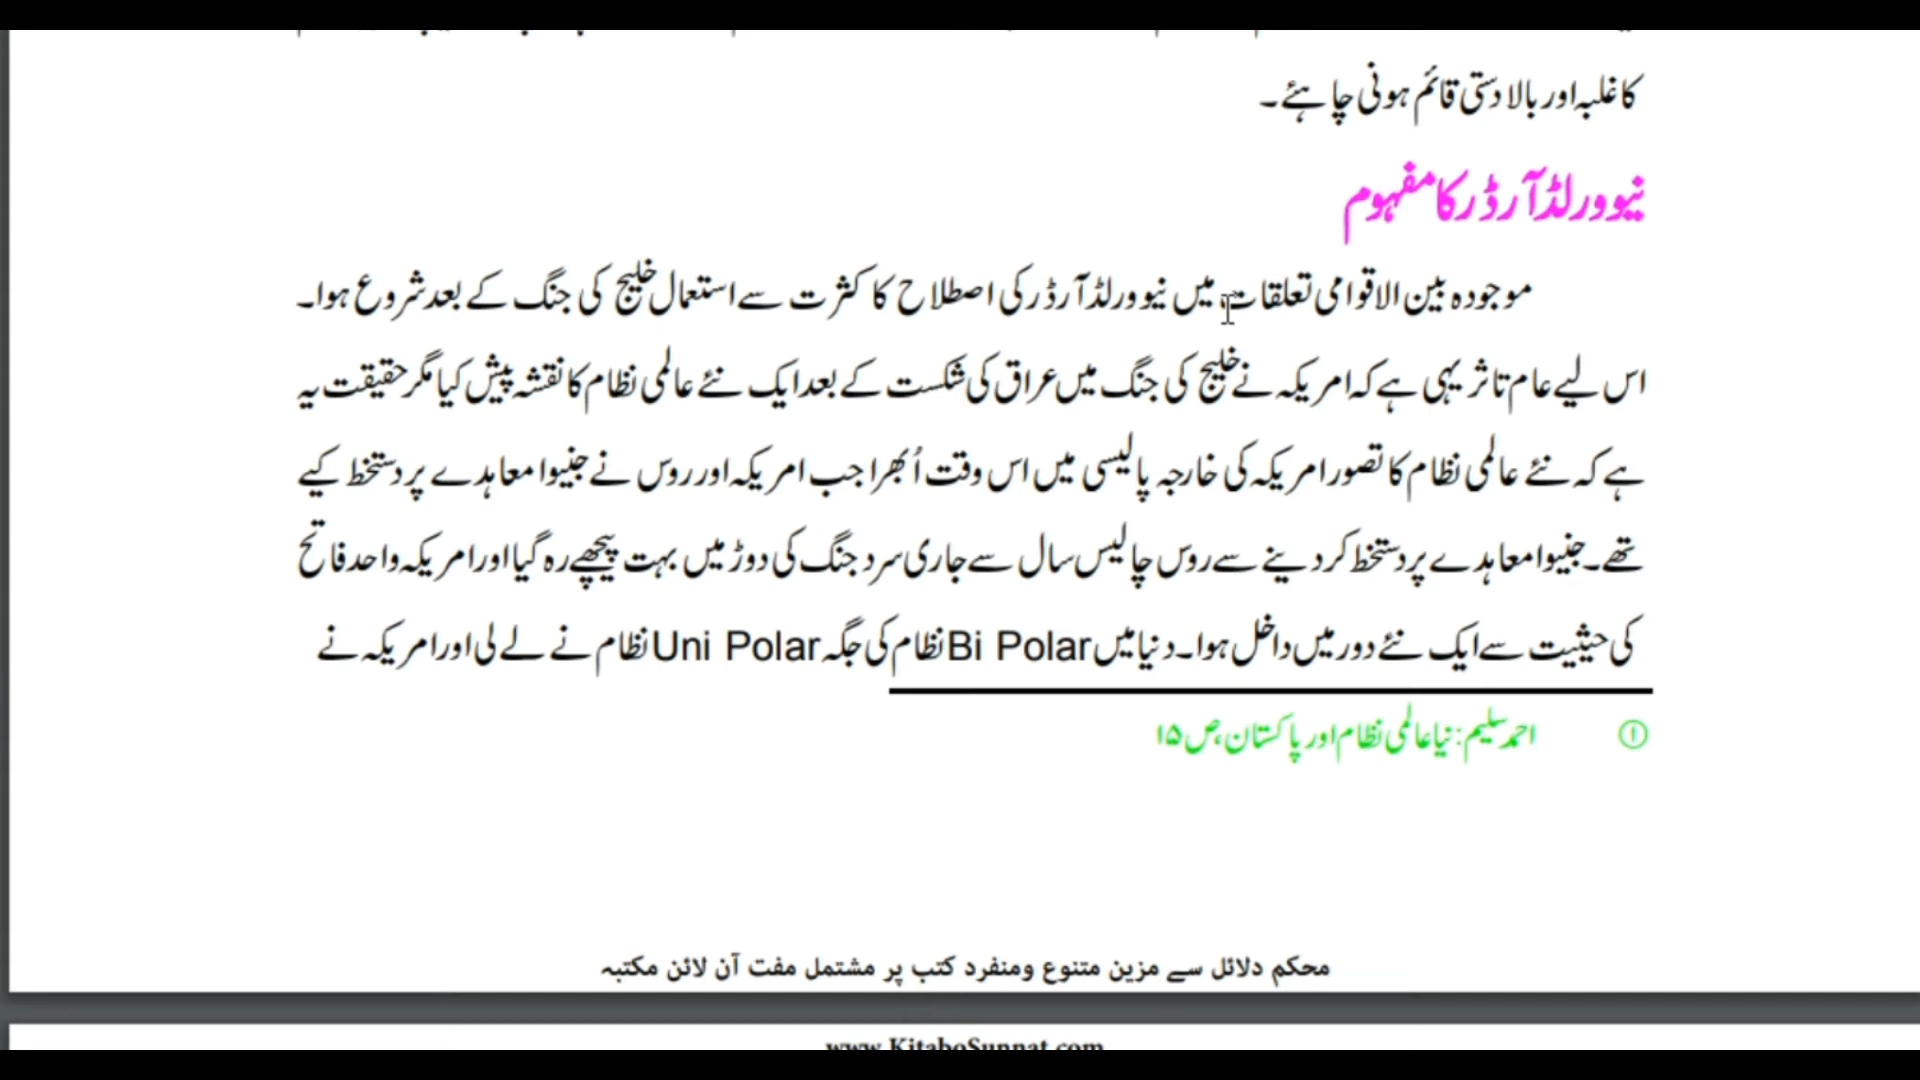 کا غلبہ اور بالا دستی قائم ہونی چاہئے۔
نیو ورلڈ آرڈر کا مفہوم
موجودہ بین الاقوامی تعلقات میں نیو ورلڈ آرڈر کی اصطلاح کا کثرت سے استعمال خلیج کی جنگ کے بعد شروع ہوا۔
اس لیے عام تاثر یہی ہے کہ امریکہ نے خلیج کی جنگ میں عراق کی شکست کے بعد ایک نئے عالمی نظام کا نقشہ پیش کیا مگر حقیقت یہ
ہے کہ نئے عالمی نظام کا تصور امریکہ کی خارجہ پالیسی میں اس وقت اُبھرا جب امریکہ اور روس نے جنیوا معاہدے پر دستخط کیے
تھے۔ جنیوا معاہدے پر دستخط کر دینے سے روس چالیس سال سے جاری سرد جنگ کی دوڑ میں بہت پیچھے رہ گیا اور امریکہ واحد فاتح
کی حیثیت سے ایک نئے دور میں داخل ہوا۔ دنیا میں Bi Polar نظام کی جگہ Uni Polar نظام نے لے لی اور امریکہ نے
① احمد سلیم: نیا عالمی نظام اور پاکستان، ص ۱۵
محکم دلائل سے مزین متنوع ومنفرد کتب پر مشتمل مفت آن لائن مکتبہ
www.KitaboSunnat.com